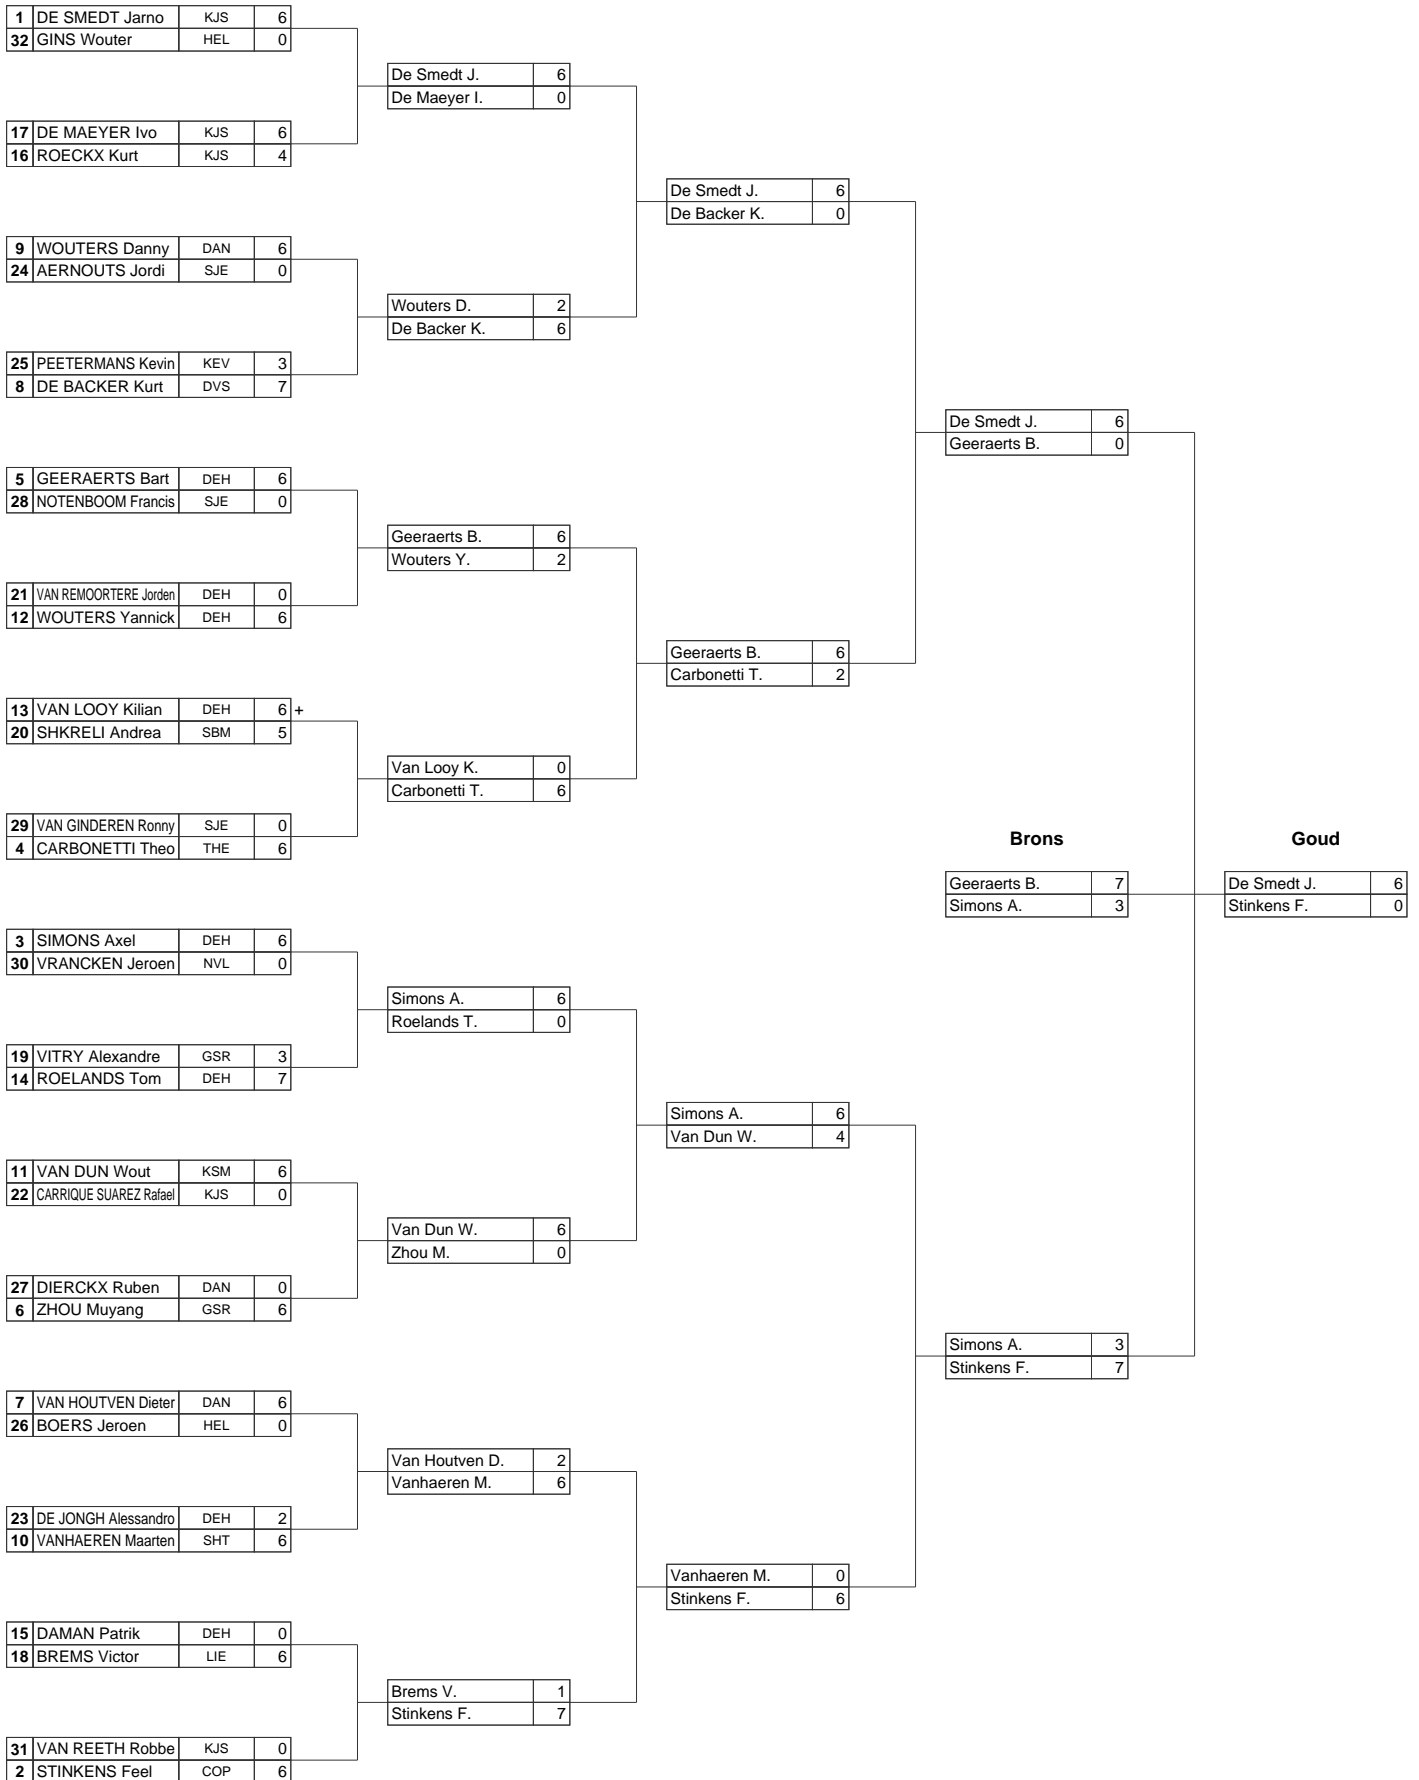 1 DE SMEDT Jarno KJS 6
32 GINS Wouter HEL 0
De Smedt J. 6
De Maeyer I. 0
17 DE MAEYER Ivo KJS 6
16 ROECKX Kurt KJS 4
De Smedt J. 6
De Backer K. 0
9 WOUTERS Danny DAN 6
24 AERNOUTS Jordi SJE 0
Wouters D. 2
De Backer K. 6
25 PEETERMANS Kevin KEV 3
8 DE BACKER Kurt DVS 7
De Smedt J. 6
Geeraerts B. 0
5 GEERAERTS Bart DEH 6
28 NOTENBOOM Francis SJE 0
Geeraerts B. 6
Wouters Y. 2
21 VAN REMOORTERE Jorden DEH 0
12 WOUTERS Yannick DEH 6
Geeraerts B. 6
Carbonetti T. 2
13 VAN LOOY Kilian DEH 6 +
20 SHKRELI Andrea SBM 5
Van Looy K. 0
Carbonetti T. 6
29 VAN GINDEREN Ronny SJE 0
4 CARBONETTI Theo THE 6
Brons Goud
Geeraerts B. 7 De Smedt J. 6
Simons A. 3 Stinkens F. 0
3 SIMONS Axel DEH 6
30 VRANCKEN Jeroen NVL 0
Simons A. 6
Roelands T. 0
19 VITRY Alexandre GSR 3
14 ROELANDS Tom DEH 7
Simons A. 6
Van Dun W. 4
11 VAN DUN Wout KSM 6
22 CARRIQUE SUAREZ Rafael KJS 0
Van Dun W. 6
Zhou M. 0
27 DIERCKX Ruben DAN 0
6 ZHOU Muyang GSR 6
Simons A. 3
Stinkens F. 7
7 VAN HOUTVEN Dieter DAN 6
26 BOERS Jeroen HEL 0
Van Houtven D. 2
Vanhaeren M. 6
23 DE JONGH Alessandro DEH 2
10 VANHAEREN Maarten SHT 6
Vanhaeren M. 0
Stinkens F. 6
15 DAMAN Patrik DEH 0
18 BREMS Victor LIE 6
Brems V. 1
Stinkens F. 7
31 VAN REETH Robbe KJS 0
2 STINKENS Feel COP 6